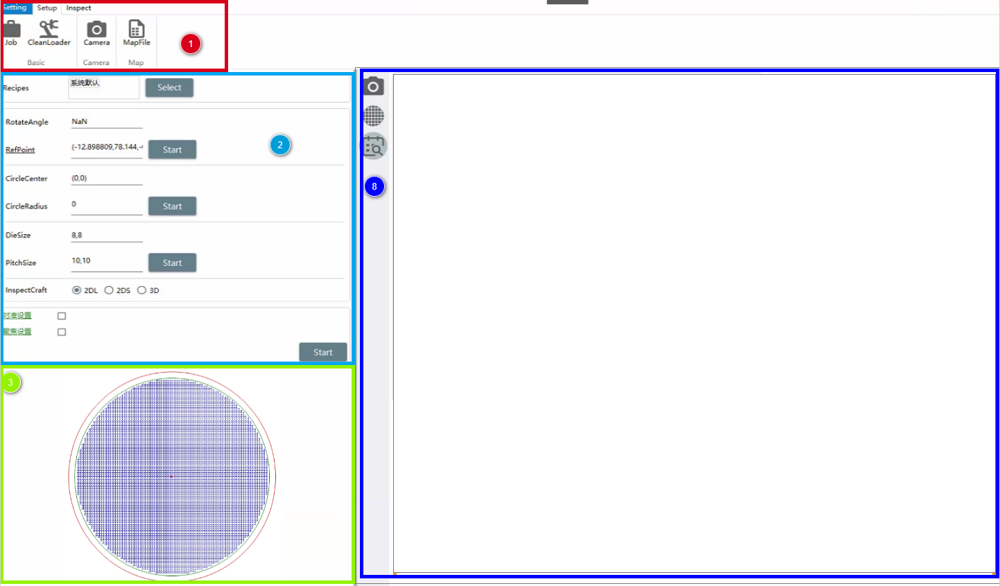 Setting Setup Inspect
Job CleanLoader Camera MapFile
Basic Camera Map
1
Recipes 系统默认 Select
RotateAngle NaN
2
RefPoint (-12.898809,78.144,- Start
CircleCenter (0,0)
8
CircleRadius 0 Start
DieSize 8,8
PitchSize 10,10 Start
InspectCraft 2DL 2DS 3D
对准设置
聚焦设置
Start
3